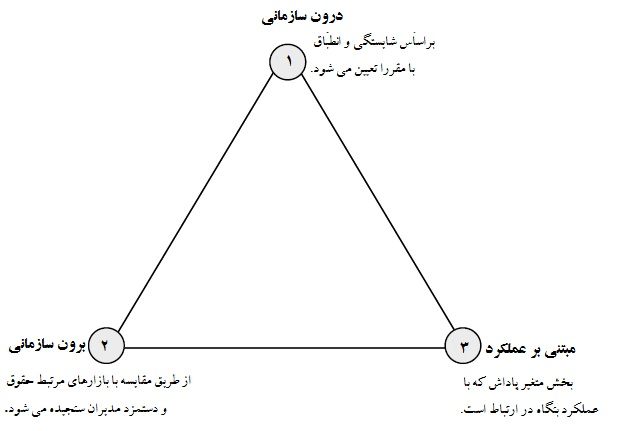 درون سازمانی
براساس شایستگی و انطباق
با مقررا تعیین می شود.
۱
برون سازمانی
۲
از طریق مقایسه با بازارهای مرتبط حقوق
و دستمزد مدیران سنجیده می شود.
۳
مبتنی بر عملکرد
بخش متغیر پاداش که با
عملکرد بنگاه در ارتباط است.